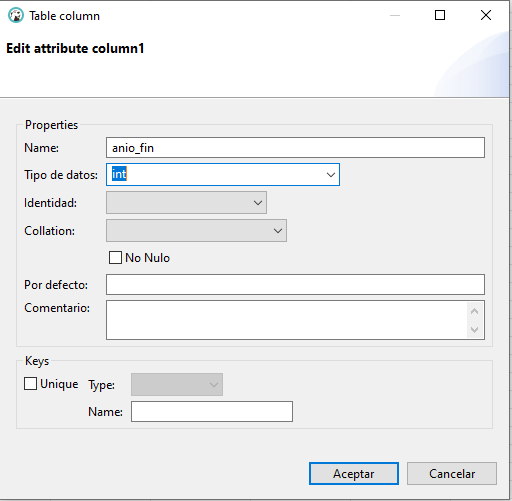 Table column
Edit attribute column1
Properties
Name: anio_fin
Tipo de datos: int
Identidad:
Collation:
No Nulo
Por defecto:
Comentario:
Keys
Unique Type:
Name:
Aceptar Cancelar